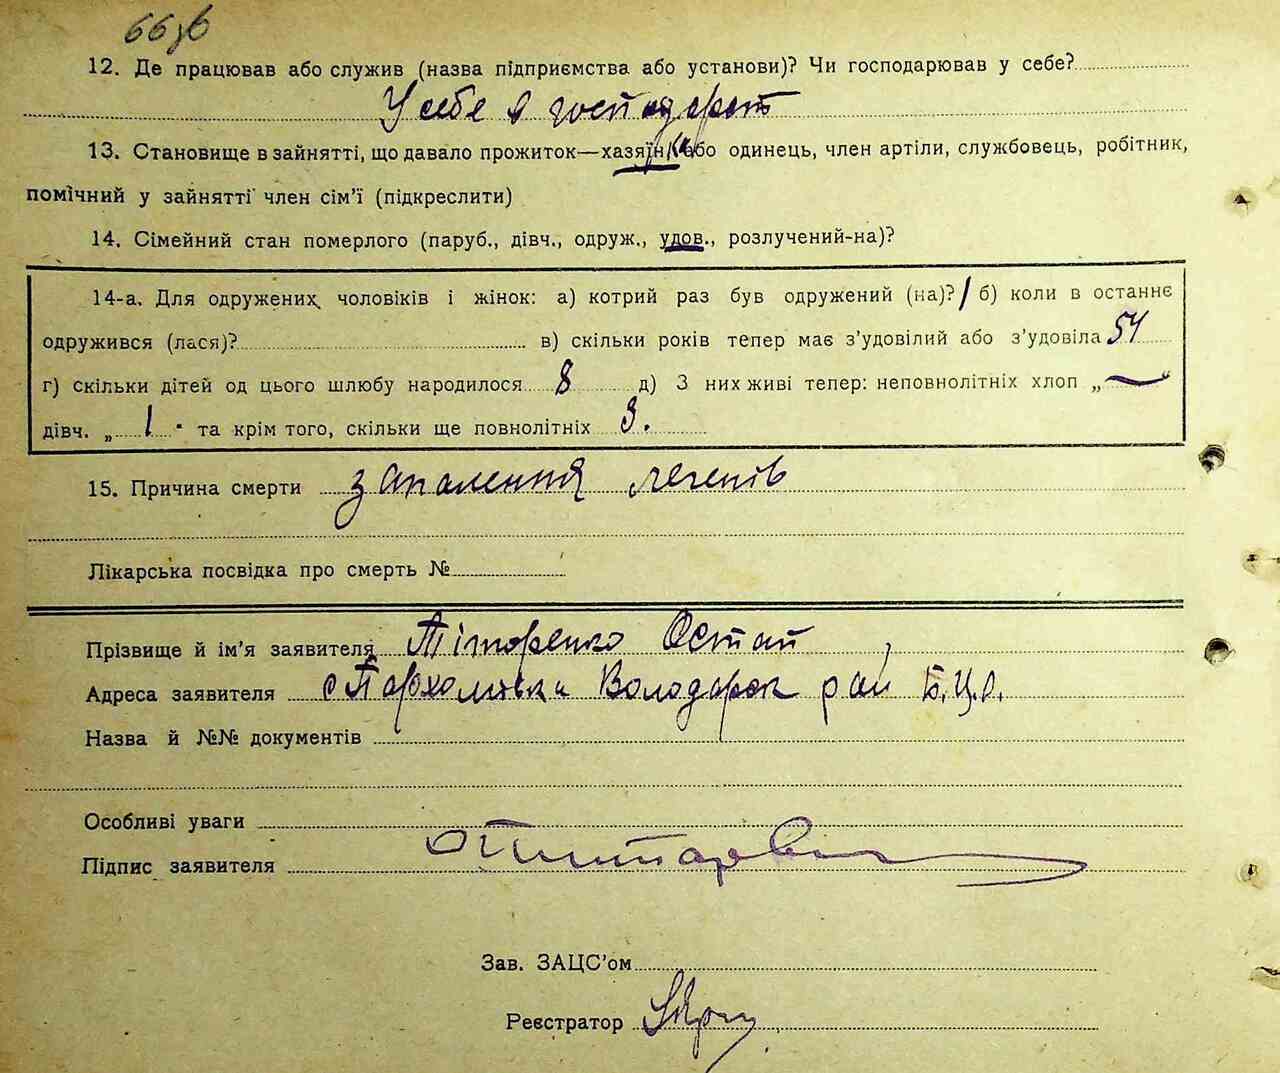 66зв
12. Де працював або служив (назва підприємства або установи)? Чи господарював у себе?
У себе в господарст
13. Становище в зайнятті, що давало прожиток—хазяїн/ка або одинець, член артілі, службовець, робітник,
помічний у зайнятті член сім'ї (підкреслити)
14. Сімейний стан померлого (паруб., дівч., одруж., удов., розлучений-на)?
14-а. Для одружених чоловіків і жінок: а) котрий раз був одружений (на)? 1 б) коли в останнє
одружився (лася)? в) скільки років тепер має з'удовілий або з'удовіла 54
г) скільки дітей од цього шлюбу народилося 8 д) З них живі тепер: неповнолітніх хлоп „ — "
дівч. „ 1 " та крім того, скільки ще повнолітніх 3.
15. Причина смерти запалення легенів
Лікарська посвідка про смерть №
Прізвище й ім'я заявителя Остап
Адреса заявителя с Пархомівка Володарск рай Б.Ц.О.
Назва й №№ документів
Особливі уваги
Підпис заявителя
Зав. ЗАЦС'ом
Реєстратор